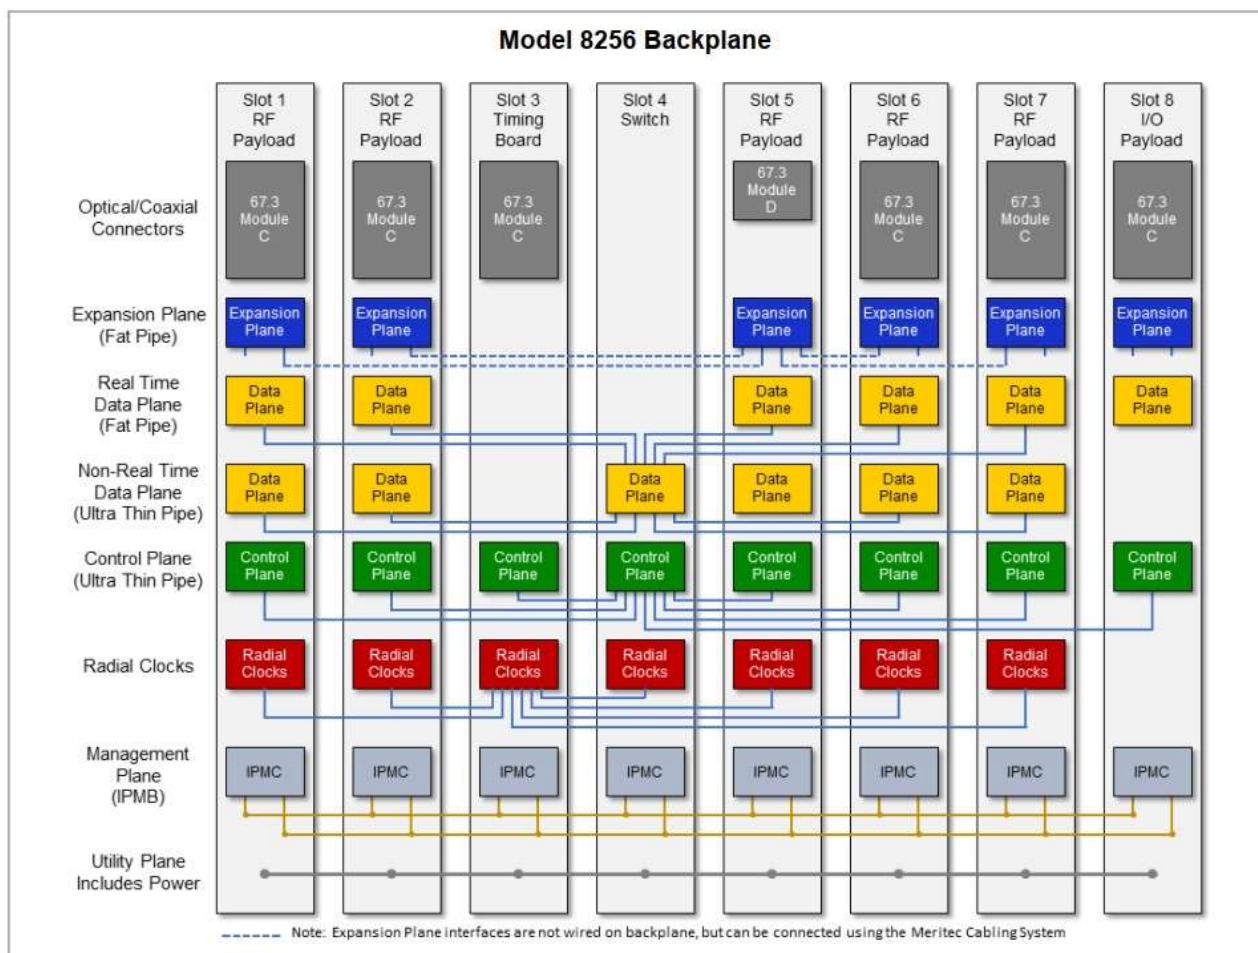 Model 8256 Backplane
Slot 1
RF
Payload
Slot 2
RF
Payload
Slot 3
Timing
Board
Slot 4
Switch
Slot 5
RF
Payload
Slot 6
RF
Payload
Slot 7
RF
Payload
Slot 8
I/O
Payload
Optical/Coaxial
Connectors
67.3
Module
C
67.3
Module
C
67.3
Module
C
67.3
Module
D
67.3
Module
C
67.3
Module
C
67.3
Module
C
Expansion Plane
(Fat Pipe)
Expansion
Plane
Expansion
Plane
Expansion
Plane
Expansion
Plane
Expansion
Plane
Expansion
Plane
Real Time
Data Plane
(Fat Pipe)
Data
Plane
Data
Plane
Data
Plane
Data
Plane
Data
Plane
Data
Plane
Non-Real Time
Data Plane
(Ultra Thin Pipe)
Data
Plane
Data
Plane
Data
Plane
Data
Plane
Data
Plane
Data
Plane
Control Plane
(Ultra Thin Pipe)
Control
Plane
Control
Plane
Control
Plane
Control
Plane
Control
Plane
Control
Plane
Control
Plane
Control
Plane
Radial Clocks
Radial
Clocks
Radial
Clocks
Radial
Clocks
Radial
Clocks
Radial
Clocks
Radial
Clocks
Radial
Clocks
Management
Plane
(IPMB)
IPMC
IPMC
IPMC
IPMC
IPMC
IPMC
IPMC
IPMC
Utility Plane
Includes Power
Note: Expansion Plane interfaces are not wired on backplane, but can be connected using the Meritec Cabling System